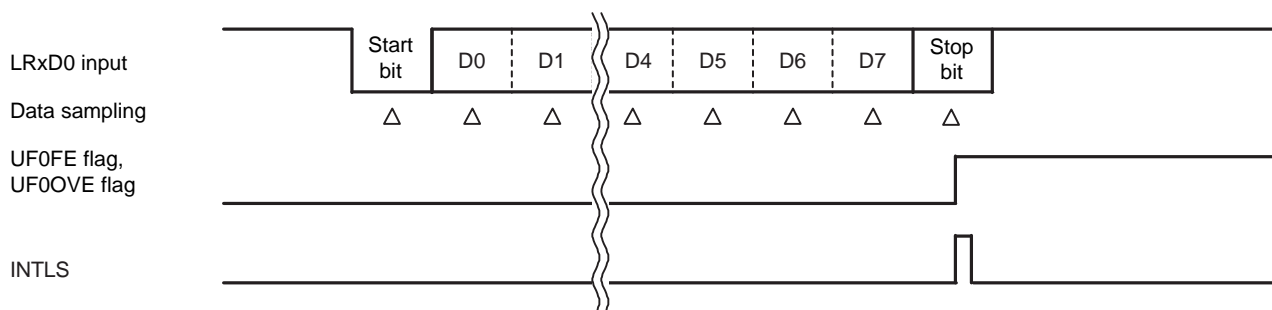 LRxD0 input
Start
bit
D0
D1
D4
D5
D6
D7
Stop
bit
Data sampling
UF0FE flag,
UF0OVE flag
INTLS